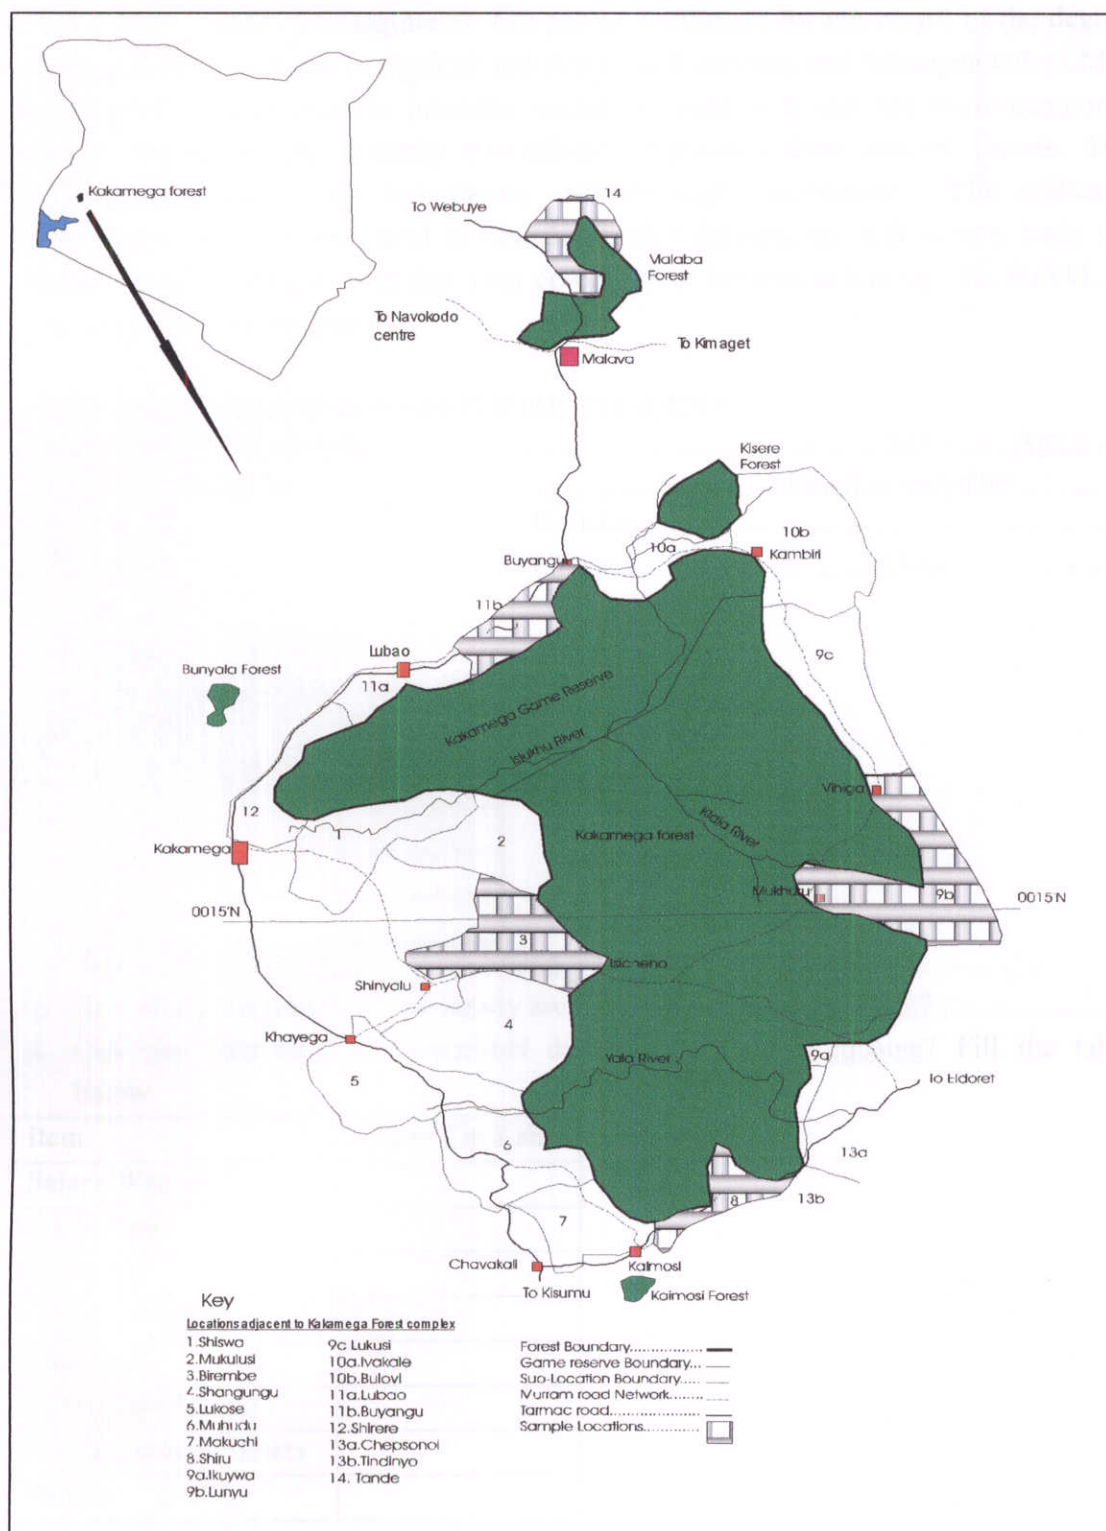 Kakamega forest
14
To Webuye
Malaba
Forest
To Navokodo
centre
To Kimaget
Malava
Kisere
Forest
10b
10a
Kambiri
Buyangu
11b
Lubao
11a
9c
Bunyala Forest
Kakamega Game Reserve
Isiukhu River
Vihiga
12
1
2
Kakamega forest
Kidia River
Kakamega
Mukhulu
9b
0015'N
0015'N
3
Isicheno
Shinyalu
4
Khayega
Yala River
9a
To Eldoret
5
6
13a
8
13b
7
Chavakali
Kaimosi
To Kisumu
Kaimosi Forest
Key
Locations adjacent to Kakamega Forest complex
1.Shiswa
2.Mukulusi
3.Birembe
4.Shangungu
5.Lukose
6.Muhudu
7.Makuchi
8.Shiru
9a.Ikuywa
9b.Lunyu
9c Lukusi
10a.Ivakale
10b.Bulovi
11a.Lubao
11b.Buyangu
12.Shirere
13a.Chepsonoi
13b.Tindinyo
14. Tande
Forest Boundary..............
Game reserve Boundary...
Suo-Location Boundary.....
Murram road Network........
Tarmac road....................
Sample Locations..............